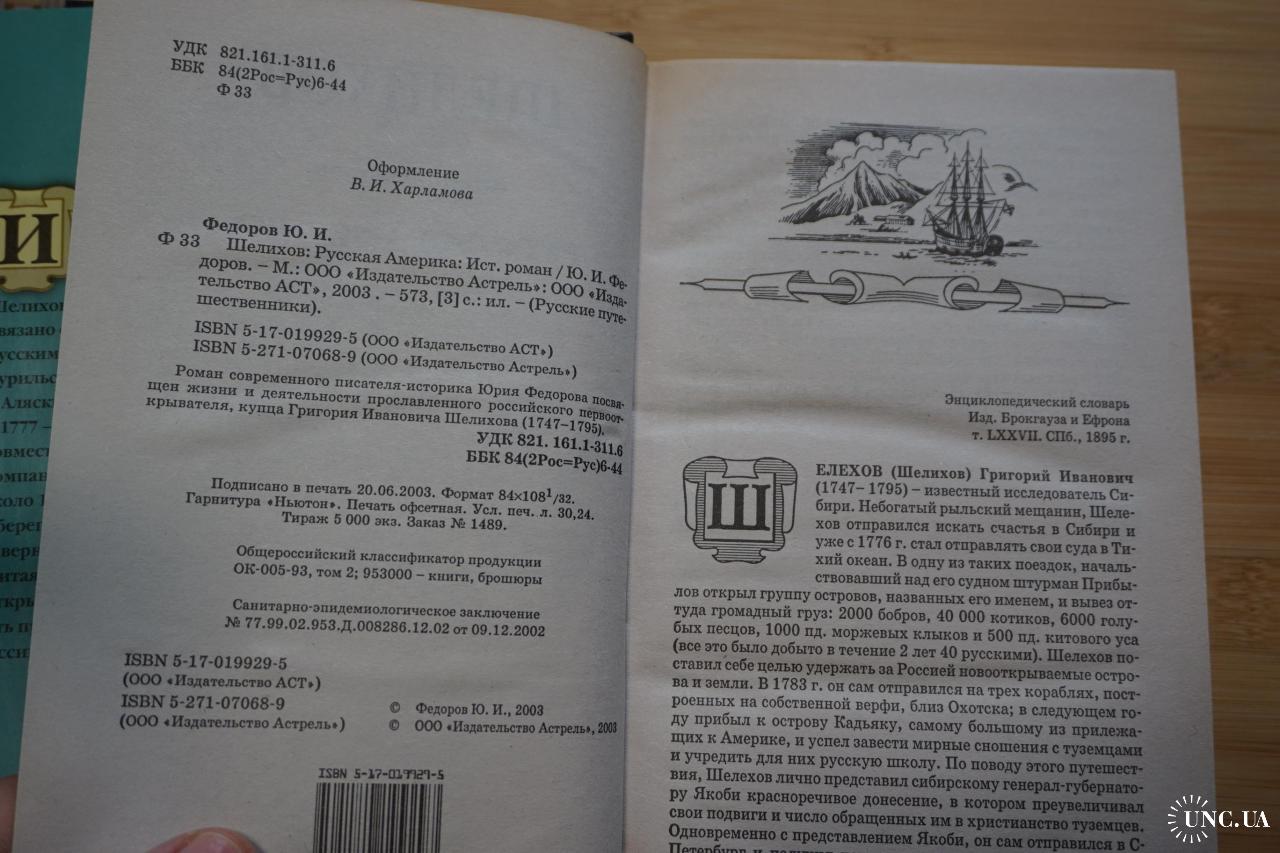 УДК 821.161.1-311.6
ББК 84(2Рос=Рус)6-44
Ф 33
Оформление
В. И. Харламова
Федоров Ю. И.
Ф 33 Шелихов: Русская Америка: Ист. роман / Ю. И. Фе-
доров. – М.: ООО «Издательство Астрель»: ООО «Изда-
тельство АСТ», 2003 . – 573, [3] с.: ил. – (Русские путе-
шественники).
ISBN 5-17-019929-5 (ООО «Издательство АСТ»)
ISBN 5-271-07068-9 (ООО «Издательство Астрель»)
Роман современного писателя-историка Юрия Федорова посвя-
щен жизни и деятельности прославленного российского первоот-
крывателя, купца Григория Ивановича Шелихова (1747–1795).
УДК 821. 161.1-311.6
ББК 84(2Рос=Рус)6-44
Подписано в печать 20.06.2003. Формат 84×108¹/32.
Гарнитура «Ньютон». Печать офсетная. Усл. печ. л. 30,24.
Тираж 5 000 экз. Заказ № 1489.
Общероссийский классификатор продукции
ОК-005-93, том 2; 953000 – книги, брошюры
Санитарно-эпидемиологическое заключение
№ 77.99.02.953.Д.008286.12.02 от 09.12.2002
ISBN 5-17-019929-5
(ООО «Издательство АСТ»)
ISBN 5-271-07068-9
(ООО «Издательство Астрель»)
© Федоров Ю. И., 2003
© ООО «Издательство Астрель», 2003
ISBN 5-17-019929-5
Энциклопедический словарь
Изд. Брокгауза и Ефрона
т. LXXVII. СПб., 1895 г.
ШЕЛЕХОВ (Шелихов) Григорий Иванович
(1747– 1795) – известный исследователь Си-
бири. Небогатый рыльский мещанин, Шеле-
хов отправился искать счастья в Сибири и
уже с 1776 г. стал отправлять свои суда в Ти-
хий океан. В одну из таких поездок, началь-
ствовавший над его судном штурман Прибы-
лов открыл группу островов, названных его именем, и вывез от-
туда громадный груз: 2000 бобров, 40 000 котиков, 6000 голу-
бых песцов, 1000 пд. моржевых клыков и 500 пд. китового уса
(все это было добыто в течение 2 лет 40 русскими). Шелехов по-
ставил себе целью удержать за Россией новооткрываемые остро-
ва и земли. В 1783 г. он сам отправился на трех кораблях, пост-
роенных на собственной верфи, близ Охотска; в следующем го-
ду прибыл к острову Кадьяку, самому большому из прилежа-
щих к Америке, и успел завести мирные сношения с туземцами
и учредить для них русскую школу. По поводу этого путешест-
вия, Шелехов лично представил сибирскому генерал-губернато-
ру Якоби красноречивое донесение, в котором преувеличивал
свои подвиги и число обращенных им в христианство туземцев.
Одновременно с представлением Якоби, он сам отправился в С-
И
русским
1777 –
UNC.UA